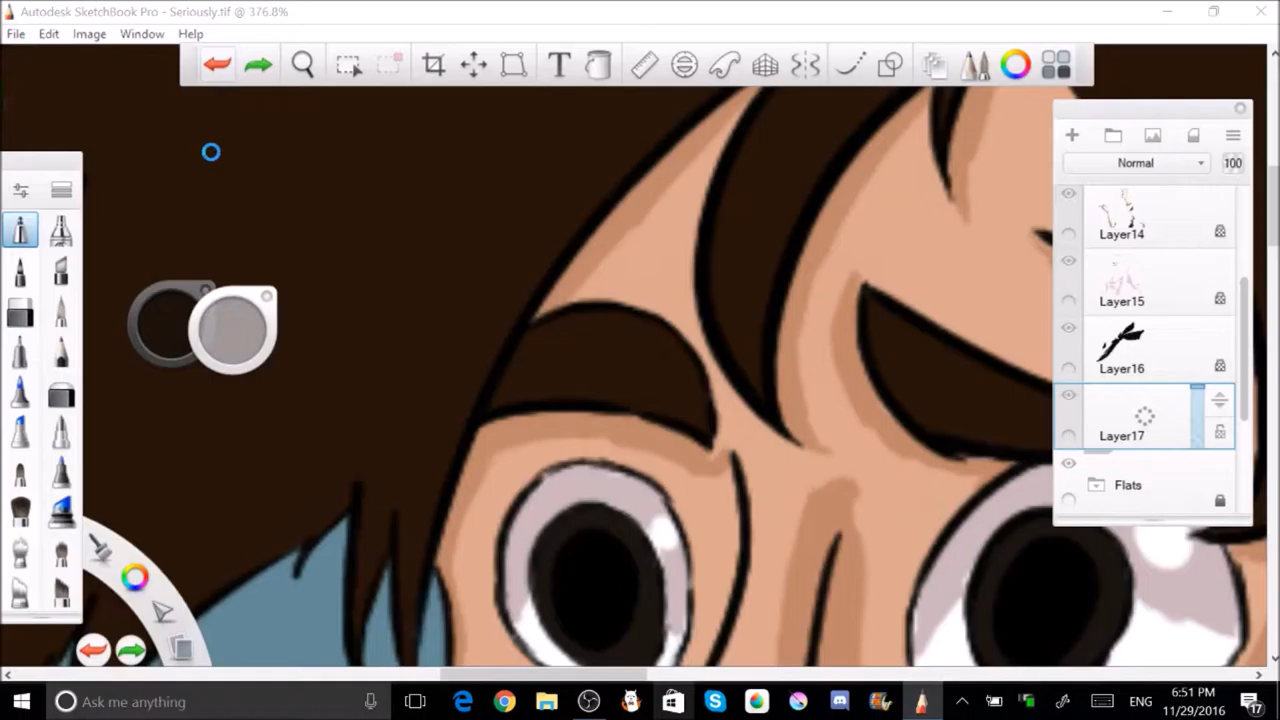 Autodesk SketchBook Pro - Seriously.tif @ 376.8%
File Edit Image Window Help
T
Normal 100
Layer14
Layer15
Layer16
Layer17
Flats
Ask me anything
ENG
6:51 PM
11/29/2016
17